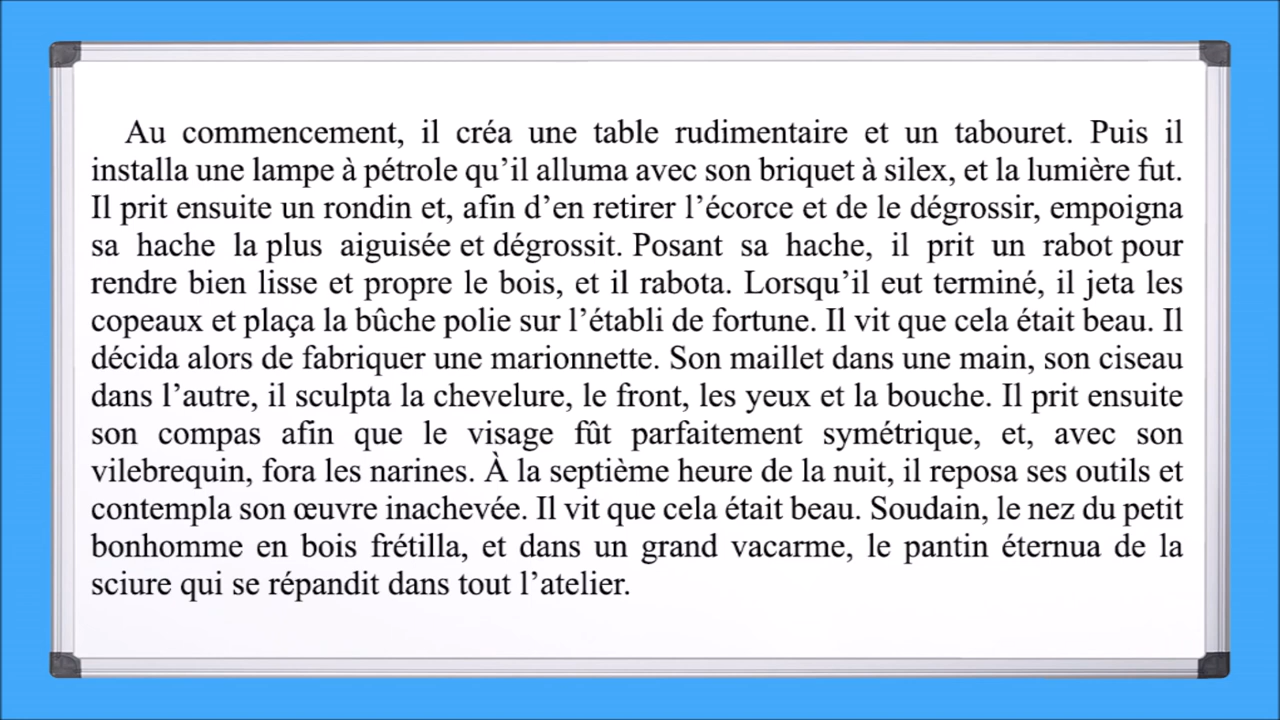 Au commencement, il créa une table rudimentaire et un tabouret. Puis il
installa une lampe à pétrole qu’il alluma avec son briquet à silex, et la lumière fut.
Il prit ensuite un rondin et, afin d’en retirer l’écorce et de le dégrossir, empoigna
sa hache la plus aiguisée et dégrossit. Posant sa hache, il prit un rabot pour
rendre bien lisse et propre le bois, et il rabota. Lorsqu’il eut terminé, il jeta les
copeaux et plaça la bûche polie sur l’établi de fortune. Il vit que cela était beau. Il
décida alors de fabriquer une marionnette. Son maillet dans une main, son ciseau
dans l’autre, il sculpta la chevelure, le front, les yeux et la bouche. Il prit ensuite
son compas afin que le visage fût parfaitement symétrique, et, avec son
vilebrequin, fora les narines. À la septième heure de la nuit, il reposa ses outils et
contempla son œuvre inachevée. Il vit que cela était beau. Soudain, le nez du petit
bonhomme en bois frétilla, et dans un grand vacarme, le pantin éternua de la
sciure qui se répandit dans tout l’atelier.